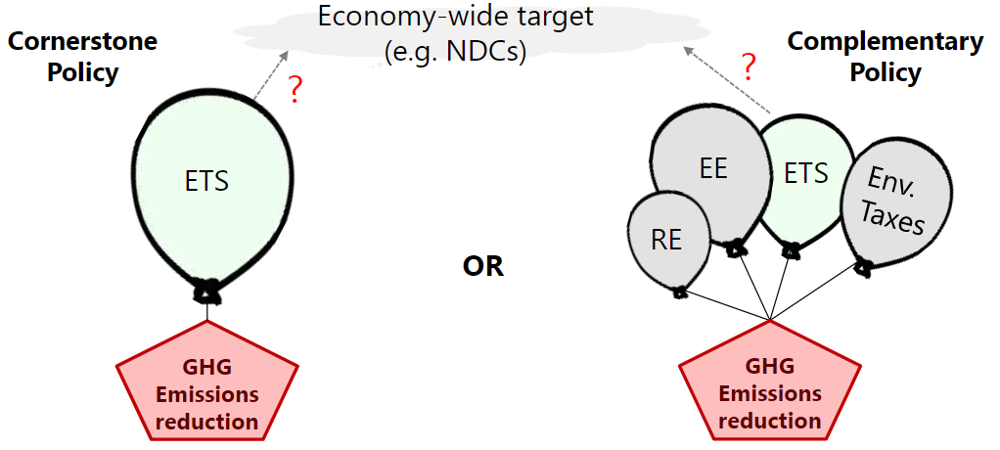 Economy-wide target
(e.g. NDCs)
Cornerstone
Policy
?
ETS
GHG
Emissions
reduction
OR
Complementary
Policy
?
EE
ETS
Env.
Taxes
RE
GHG
Emissions
reduction